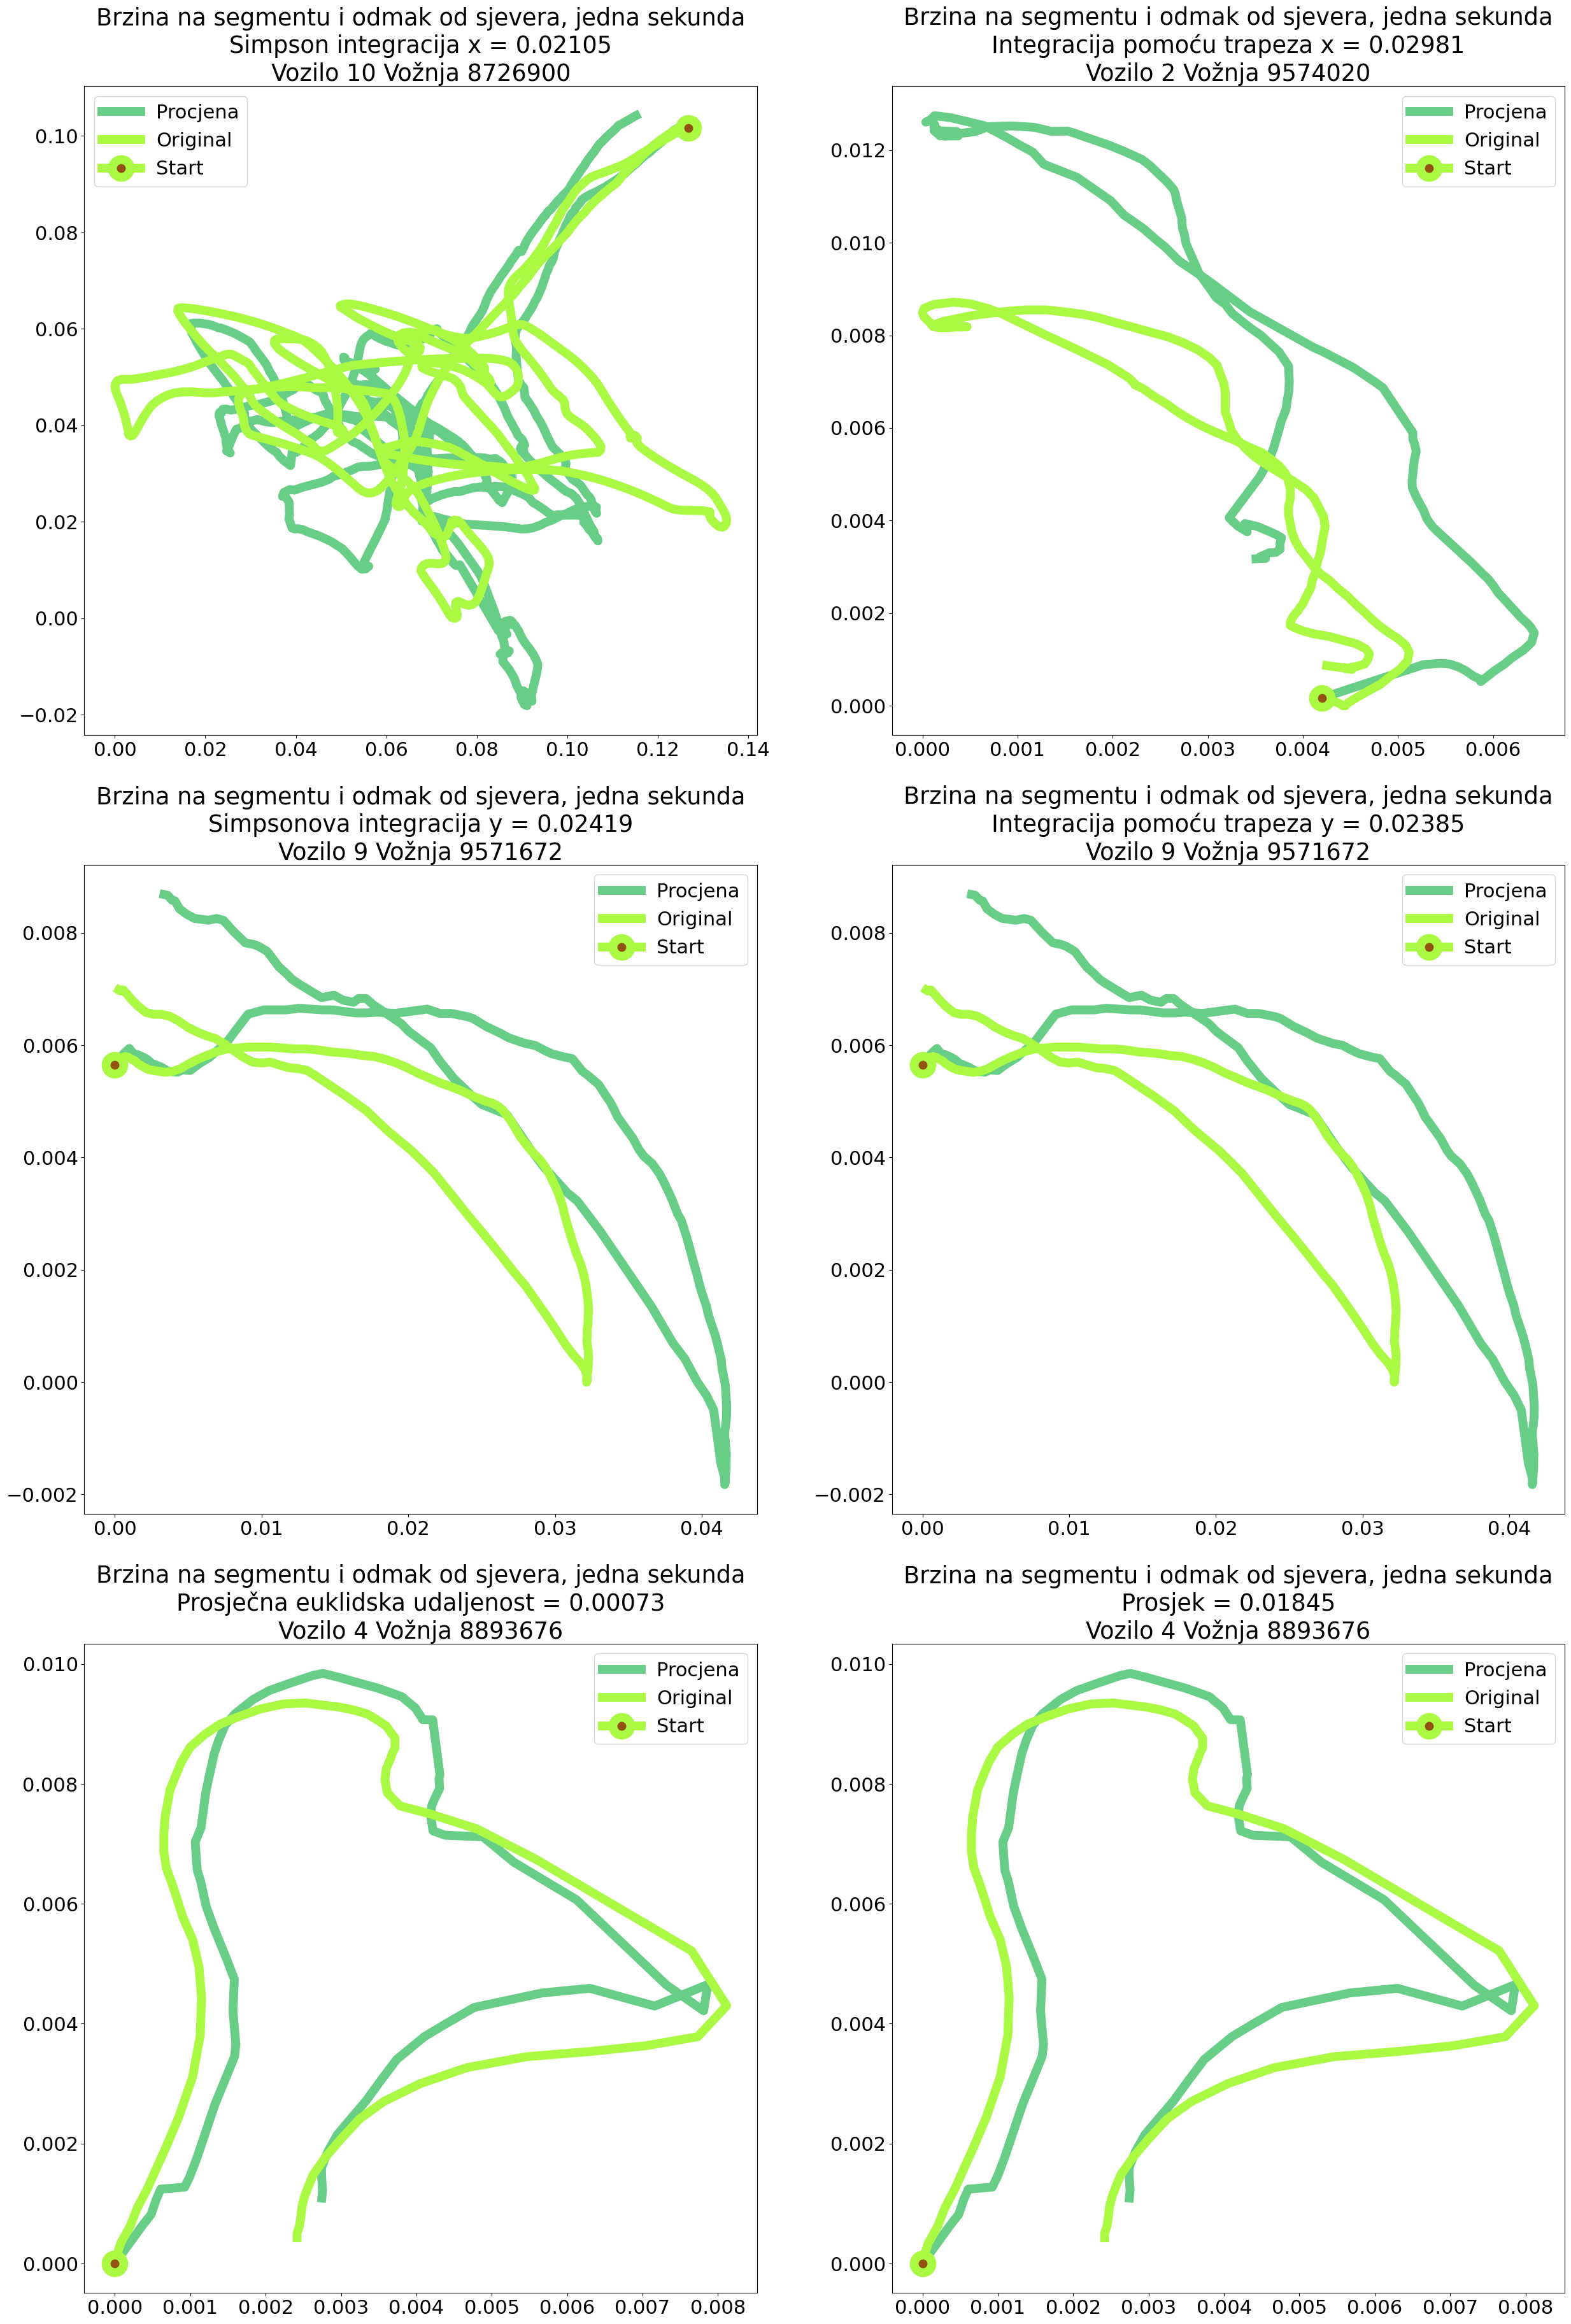 Brzina na segmentu i odmak od sjevera, jedna sekunda
Simpson integracija x = 0.02105
Vozilo 10 Vožnja 8726900
Procjena
Original
Start
0.10
0.08
0.06
0.04
0.02
0.00
−0.02
0.00 0.02 0.04 0.06 0.08 0.10 0.12 0.14
Brzina na segmentu i odmak od sjevera, jedna sekunda
Integracija pomoću trapeza x = 0.02981
Vozilo 2 Vožnja 9574020
Procjena
Original
Start
0.012
0.010
0.008
0.006
0.004
0.002
0.000
0.000 0.001 0.002 0.003 0.004 0.005 0.006
Brzina na segmentu i odmak od sjevera, jedna sekunda
Simpsonova integracija y = 0.02419
Vozilo 9 Vožnja 9571672
Procjena
Original
Start
0.008
0.006
0.004
0.002
0.000
−0.002
0.00 0.01 0.02 0.03 0.04
Brzina na segmentu i odmak od sjevera, jedna sekunda
Integracija pomoću trapeza y = 0.02385
Vozilo 9 Vožnja 9571672
Procjena
Original
Start
0.008
0.006
0.004
0.002
0.000
−0.002
0.00 0.01 0.02 0.03 0.04
Brzina na segmentu i odmak od sjevera, jedna sekunda
Prosječna euklidska udaljenost = 0.00073
Vozilo 4 Vožnja 8893676
Procjena
Original
Start
0.010
0.008
0.006
0.004
0.002
0.000
0.000 0.001 0.002 0.003 0.004 0.005 0.006 0.007 0.008
Brzina na segmentu i odmak od sjevera, jedna sekunda
Prosjek = 0.01845
Vozilo 4 Vožnja 8893676
Procjena
Original
Start
0.010
0.008
0.006
0.004
0.002
0.000
0.000 0.001 0.002 0.003 0.004 0.005 0.006 0.007 0.008